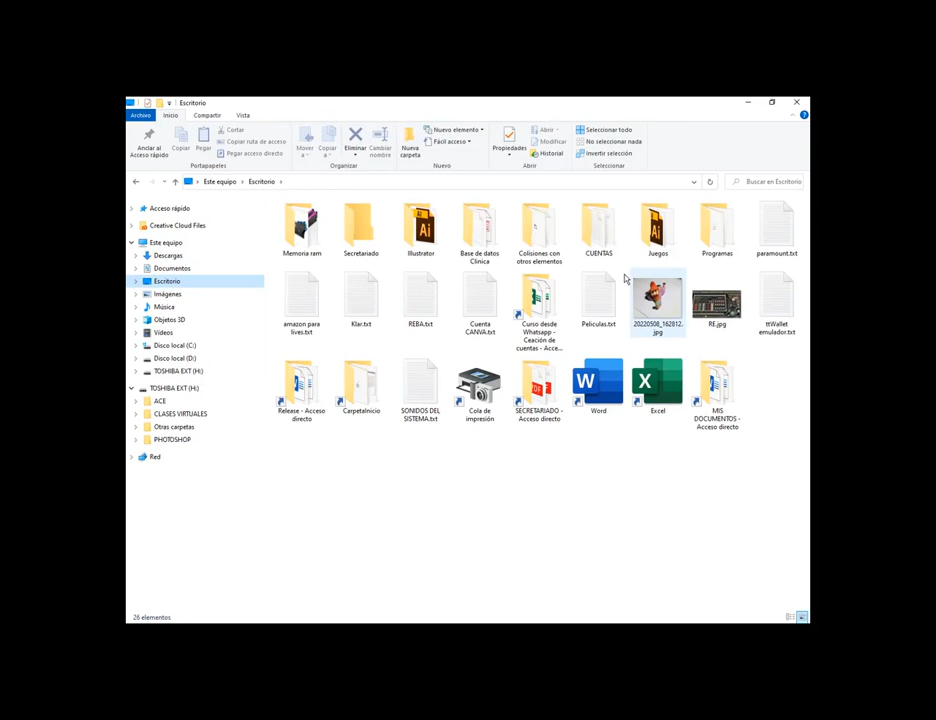 Escritorio
Archivo
Inicio
Compartir
Vista
Anclar al
Acceso rápido
Copiar
Pegar
Cortar
Copiar ruta de acceso
Pegar acceso directo
Portapapeles
Mover
a
Copiar
a
Eliminar
Cambiar
nombre
Organizar
Nueva
carpeta
Nuevo elemento
Fácil acceso
Nuevo
Propiedades
Abrir
Modificar
Historial
Abrir
Seleccionar todo
No seleccionar nada
Invertir selección
Seleccionar
Este equipo
Escritorio
Buscar en Escritorio
Acceso rápido
Creative Cloud Files
Este equipo
Descargas
Documentos
Escritorio
Imágenes
Música
Objetos 3D
Vídeos
Disco local (C:)
Disco local (D:)
TOSHIBA EXT (H:)
TOSHIBA EXT (H:)
ACE
CLASES VIRTUALES
Otras carpetas
PHOTOSHOP
Red
Memoria ram
Secretariado
Illustrator
Base de datos
Clinica
Colisiones con
otros elementos
CUENTAS
Juegos
Programas
paramount.txt
amazon para
lives.txt
Klar.txt
REBA.txt
Cuenta
CANVA.txt
Curso desde
Whatsapp -
Ceación de
cuentas - Acce...
Peliculas.txt
20220508_162812.
jpg
RE.jpg
ttWallet
emulador.txt
Release - Acceso
directo
CarpetaInicio
SONIDOS DEL
SISTEMA.txt
Cola de
impresión
SECRETARIADO -
Acceso directo
Word
Excel
MIS
DOCUMENTOS -
Acceso directo
26 elementos